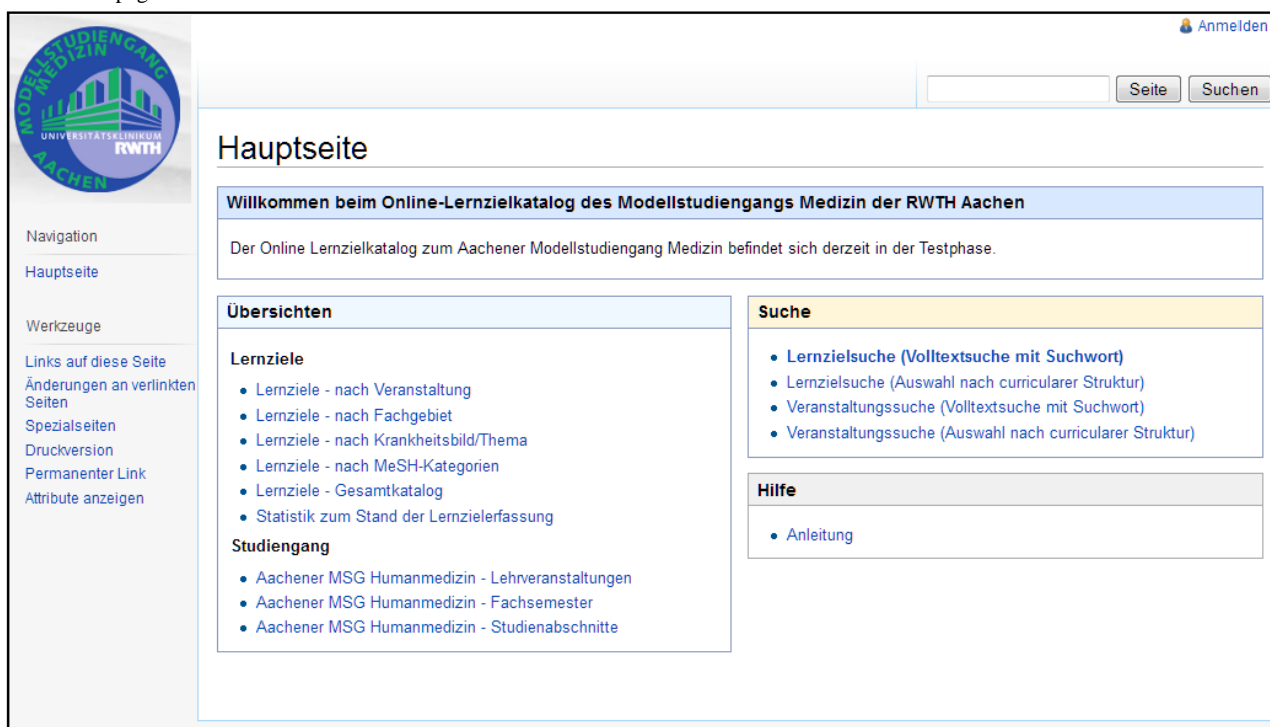 Anmelden
Seite Suchen
MODELLSTUDIENGANG
MEDIZIN
UNIVERSITÄTSKLINIKUM
RWTH
AACHEN
Navigation
Hauptseite
Werkzeuge
Links auf diese Seite
Änderungen an verlinkten
Seiten
Spezialseiten
Druckversion
Permanenter Link
Attribute anzeigen
Hauptseite
Willkommen beim Online-Lernzielkatalog des Modellstudiengangs Medizin der RWTH Aachen
Der Online Lernzielkatalog zum Aachener Modellstudiengang Medizin befindet sich derzeit in der Testphase.
Übersichten
Lernziele
Lernziele - nach Veranstaltung
Lernziele - nach Fachgebiet
Lernziele - nach Krankheitsbild/Thema
Lernziele - nach MeSH-Kategorien
Lernziele - Gesamtkatalog
Statistik zum Stand der Lernzielerfassung
Studiengang
Aachener MSG Humanmedizin - Lehrveranstaltungen
Aachener MSG Humanmedizin - Fachsemester
Aachener MSG Humanmedizin - Studienabschnitte
Suche
Lernzielsuche (Volltextsuche mit Suchwort)
Lernzielsuche (Auswahl nach curricularer Struktur)
Veranstaltungssuche (Volltextsuche mit Suchwort)
Veranstaltungssuche (Auswahl nach curricularer Struktur)
Hilfe
Anleitung